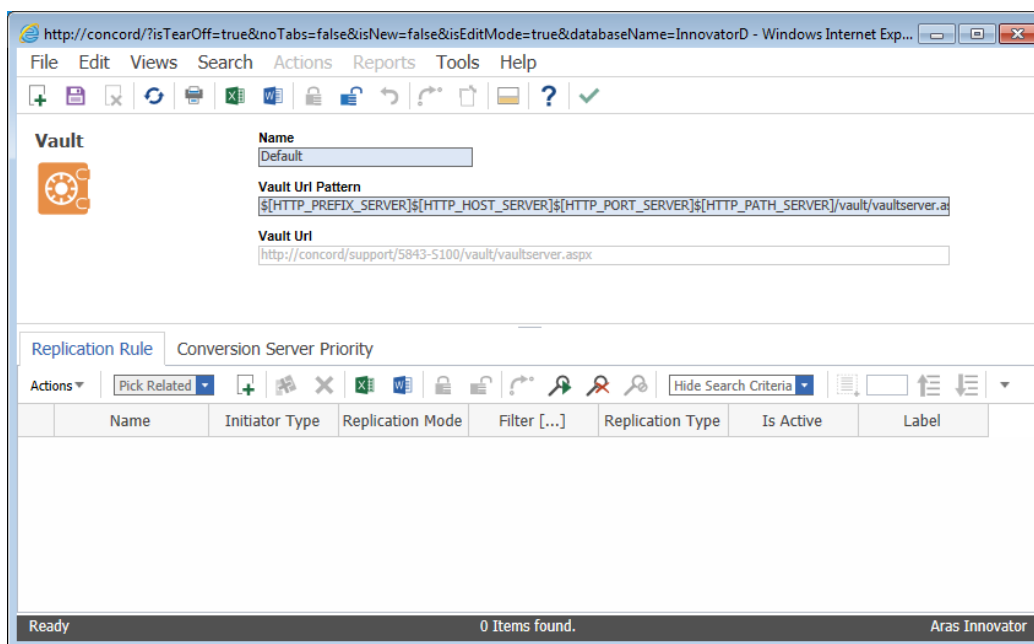 http://concord/?isTearOff=true&noTabs=false&isNew=false&isEditMode=true&databaseName=InnovatorD - Windows Internet Exp...
File Edit Views Search Actions Reports Tools Help
Vault
Name
Default
Vault Url Pattern
$[HTTP_PREFIX_SERVER]$[HTTP_HOST_SERVER]$[HTTP_PORT_SERVER]$[HTTP_PATH_SERVER]/vault/vaultserver.as
Vault Url
http://concord/support/5843-S100/vault/vaultserver.aspx
Replication Rule Conversion Server Priority
Actions Pick Related Hide Search Criteria
Name Initiator Type Replication Mode Filter [...] Replication Type Is Active Label
Ready 0 Items found. Aras Innovator